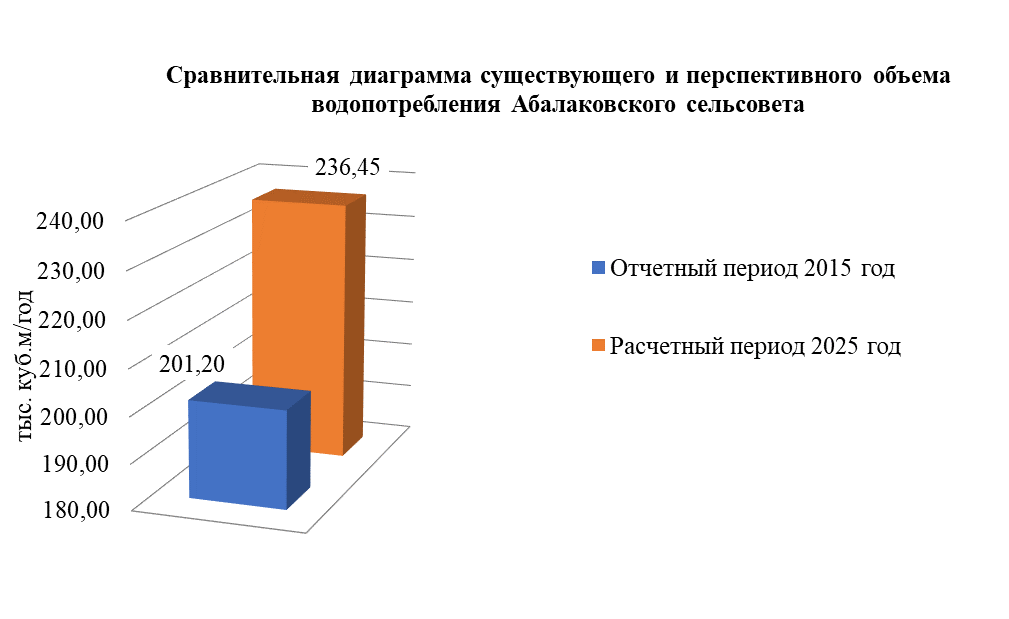 Сравнительная диаграмма существующего и перспективного объема
водопотребления Абалаковского сельсовета
236,45
240,00
230,00
220,00
210,00
200,00
190,00
180,00
тыс. куб.м/год
201,20
Отчетный период 2015 год
Расчетный период 2025 год